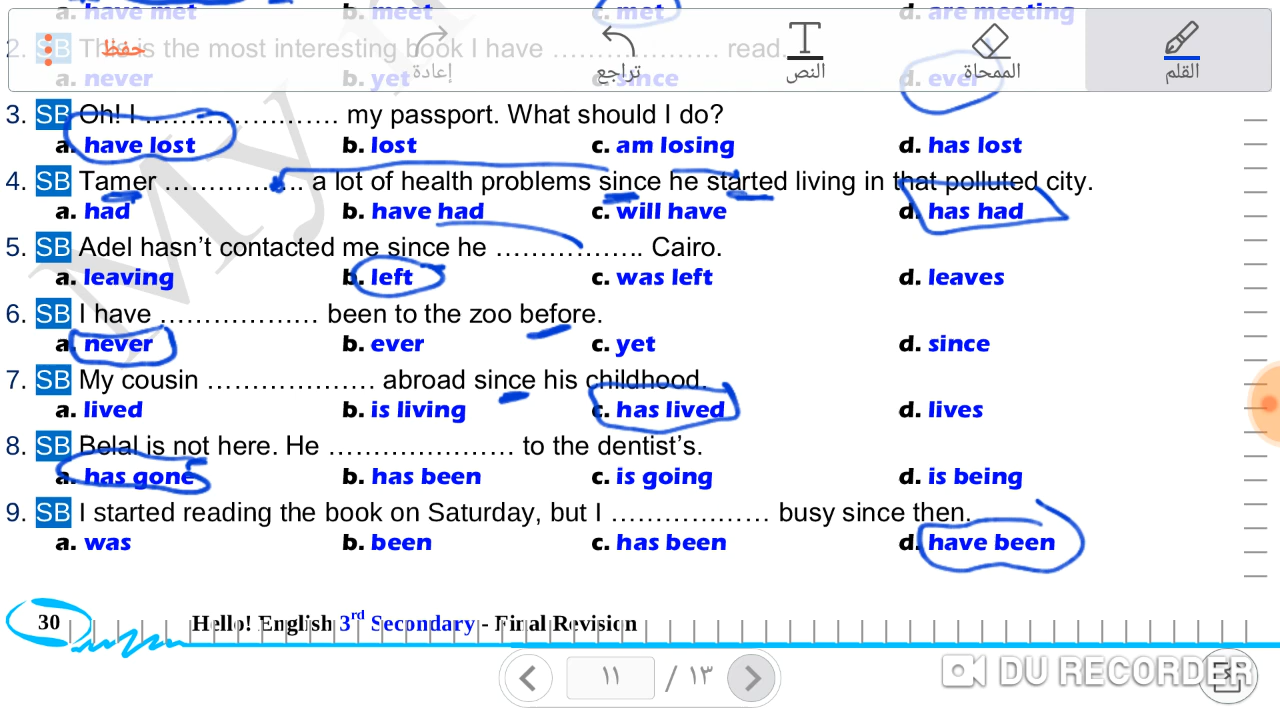 a. have met b. meet c. met d. are meeting
2. SB This is the most interesting book I have ………………… read.
a. never b. yet c. since d. ever
حفظ إعادة تراجع النص الممحاة القلم
3. SB Oh! I …………………… my passport. What should I do?
a. have lost b. lost c. am losing d. has lost
4. SB Tamer ……………… a lot of health problems since he started living in that polluted city.
a. had b. have had c. will have d. has had
5. SB Adel hasn't contacted me since he ………………. Cairo.
a. leaving b. left c. was left d. leaves
6. SB I have ……………… been to the zoo before.
a. never b. ever c. yet d. since
7. SB My cousin ………………… abroad since his childhood.
a. lived b. is living c. has lived d. lives
8. SB Belal is not here. He ………………… to the dentist's.
a. has gone b. has been c. is going d. is being
9. SB I started reading the book on Saturday, but I ……………… busy since then.
a. was b. been c. has been d. have been
30 Hello! English 3rd Secondary - Final Revision
١١ / ١٣
DU RECORDER